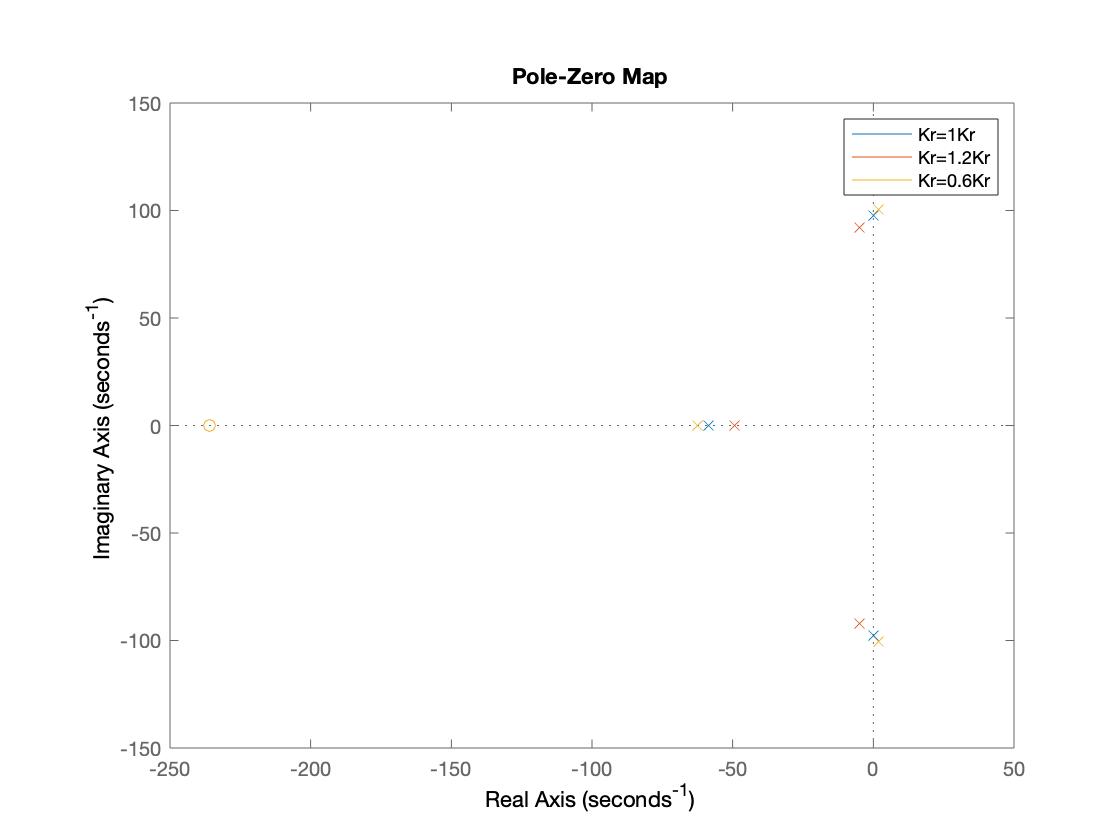 Pole-Zero Map
Kr=1Kr
Kr=1.2Kr
Kr=0.6Kr
150
100
50
0
-50
-100
-150
Imaginary Axis (seconds⁻¹)
-250 -200 -150 -100 -50 0 50
Real Axis (seconds⁻¹)